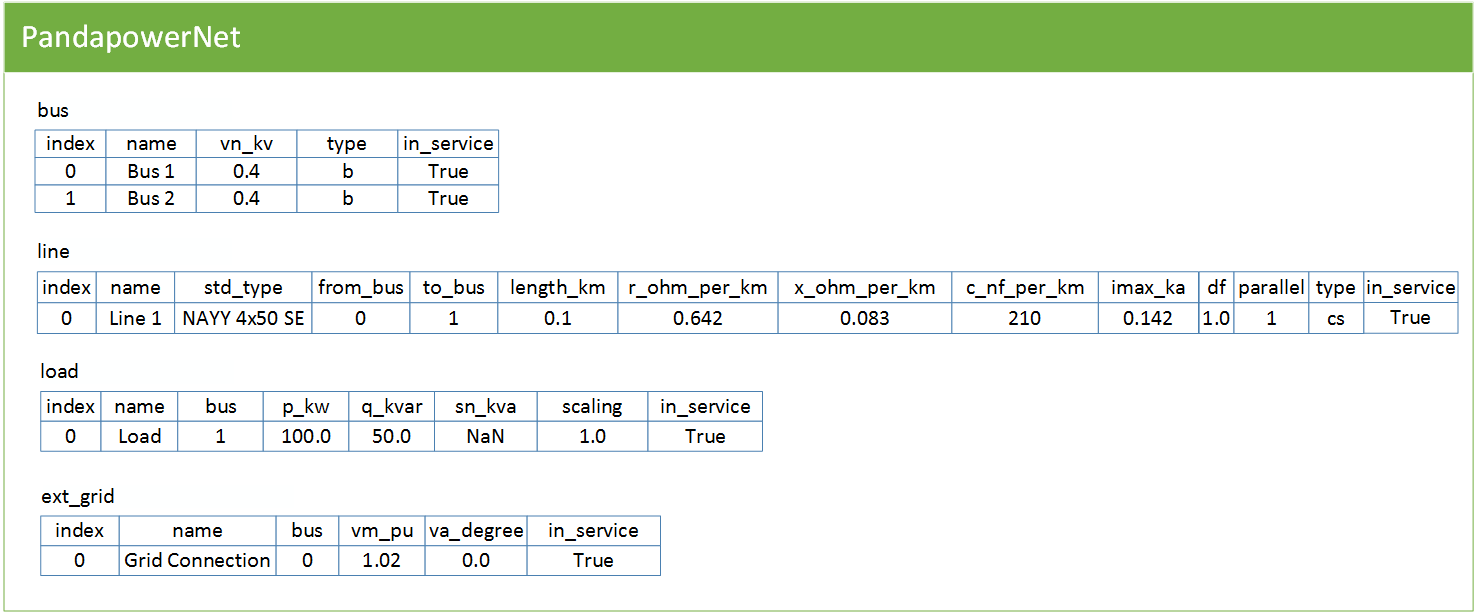 PandapowerNet
bus
index name vn_kv type in_service
0 Bus 1 0.4 b True
1 Bus 2 0.4 b True
line
index name std_type from_bus to_bus length_km r_ohm_per_km x_ohm_per_km c_nf_per_km imax_ka df parallel type in_service
0 Line 1 NAYY 4x50 SE 0 1 0.1 0.642 0.083 210 0.142 1.0 1 cs True
load
index name bus p_kw q_kvar sn_kva scaling in_service
0 Load 1 100.0 50.0 NaN 1.0 True
ext_grid
index name bus vm_pu va_degree in_service
0 Grid Connection 0 1.02 0.0 True